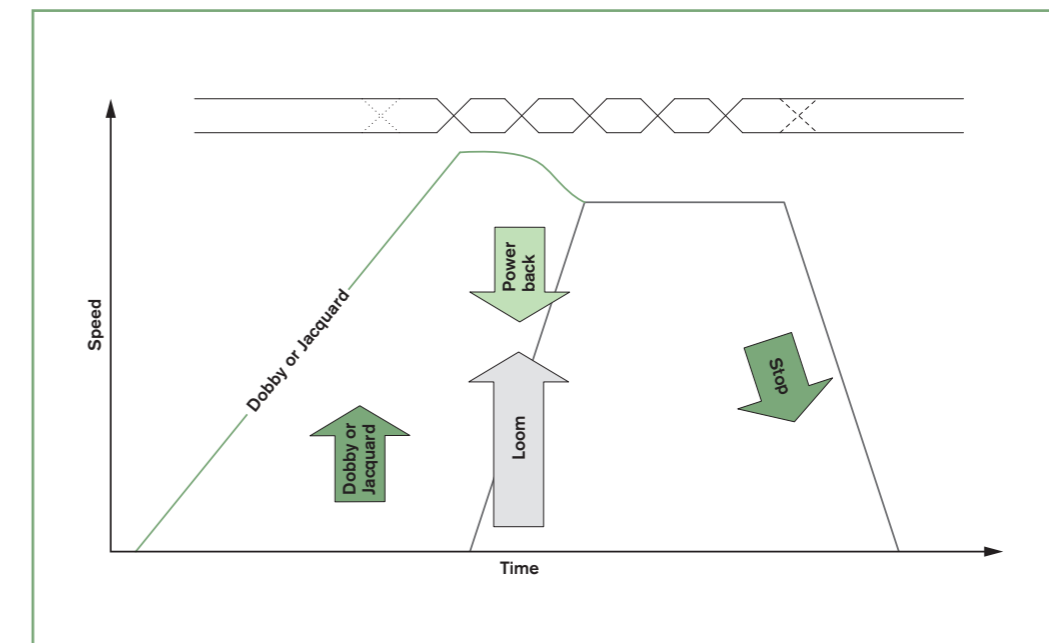 Speed
Dobby or Jacquard
Power
back
Dobby or
Jacquard
Loom
Stop
Time